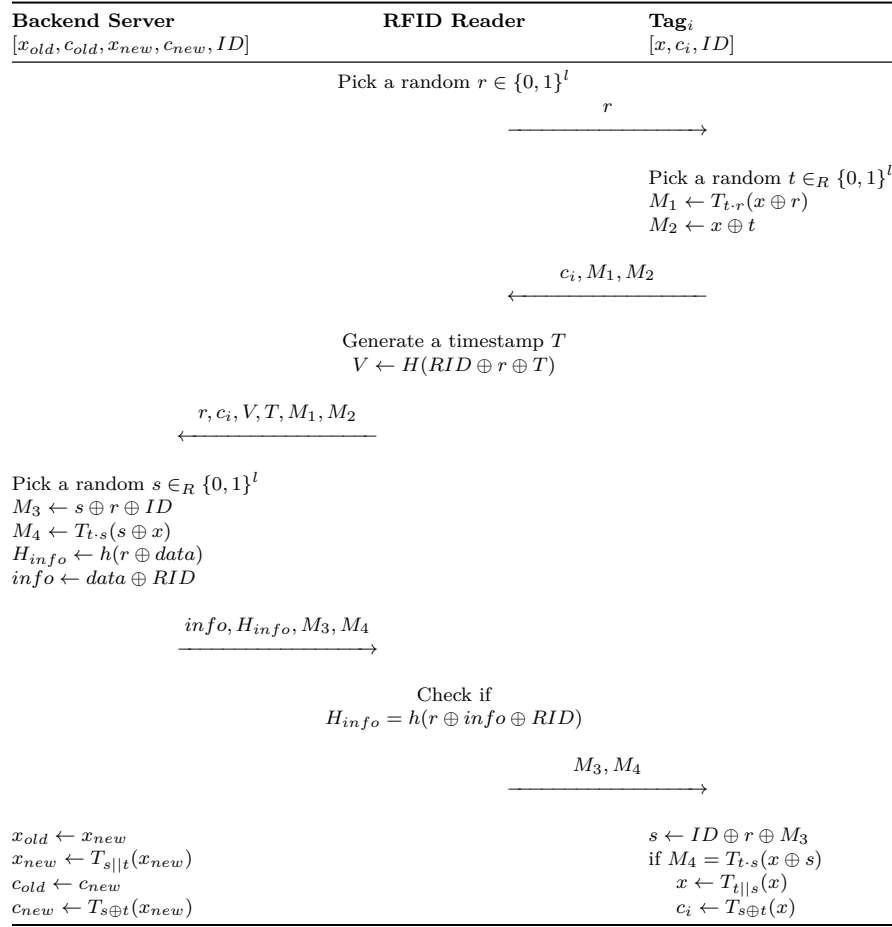 Backend Server RFID Reader Tag_i
[x_old, c_old, x_new, c_new, ID] [x, c_i, ID]
Pick a random r ∈ {0, 1}^l
r
Pick a random t ∈_R {0, 1}^l
M_1 ← T_{t·r}(x ⊕ r)
M_2 ← x ⊕ t
c_i, M_1, M_2
Generate a timestamp T
V ← H(RID ⊕ r ⊕ T)
r, c_i, V, T, M_1, M_2
Pick a random s ∈_R {0, 1}^l
M_3 ← s ⊕ r ⊕ ID
M_4 ← T_{t·s}(s ⊕ x)
H_info ← h(r ⊕ data)
info ← data ⊕ RID
info, H_info, M_3, M_4
Check if
H_info = h(r ⊕ info ⊕ RID)
M_3, M_4
x_old ← x_new s ← ID ⊕ r ⊕ M_3
x_new ← T_{s||t}(x_new) if M_4 = T_{t·s}(x ⊕ s)
c_old ← c_new x ← T_{t||s}(x)
c_new ← T_{s⊕t}(x_new) c_i ← T_{s⊕t}(x)